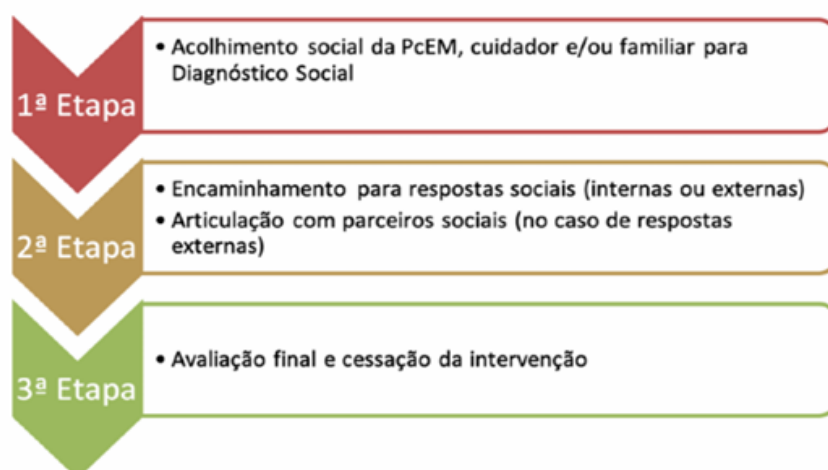 1ª Etapa
• Acolhimento social da PcEM, cuidador e/ou familiar para
Diagnóstico Social
2ª Etapa
• Encaminhamento para respostas sociais (internas ou externas)
• Articulação com parceiros sociais (no caso de respostas
externas)
3ª Etapa
• Avaliação final e cessação da intervenção